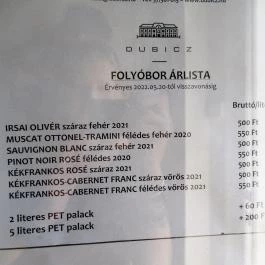 DUBICZ
FOLYÓBOR ÁRLISTA
Érvényes 2022.05.20-tól visszavonásig.
Bruttó/lit
IRSAI OLIVÉR száraz fehér 2021 500 Ft
MUSCAT OTTONEL-TRAMINI félédes fehér 2020 550 Ft
SAUVIGNON BLANC száraz fehér 2021 500 Ft
PINOT NOIR ROSÉ félédes 2020 550 Ft
KÉKFRANKOS ROSÉ száraz 2021 500 Ft
KÉKFRANKOS-CABERNET FRANC száraz vörös 2021 500 Ft
KÉKFRANKOS-CABERNET FRANC félédes vörös 2021 550 Ft
2 literes PET palack + 60 Ft
5 literes PET palack + 200 F